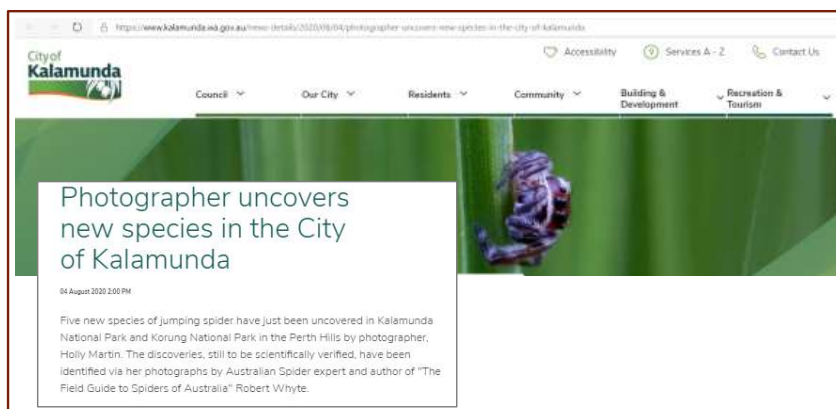 https://www.kalamunda.wa.gov.au/news-details/2020/08/04/photographer-uncovers-new-species-in-the-city-of-kalamunda
Accessibility Services A - Z Contact Us
City of
Kalamunda
Council Our City Residents Community Building & Development Recreation & Tourism
Photographer uncovers
new species in the City
of Kalamunda
04 August 2020 2:00 PM
Five new species of jumping spider have just been uncovered in Kalamunda
National Park and Korung National Park in the Perth Hills by photographer,
Holly Martin. The discoveries, still to be scientifically verified, have been
identified via her photographs by Australian Spider expert and author of "The
Field Guide to Spiders of Australia" Robert Whyte.